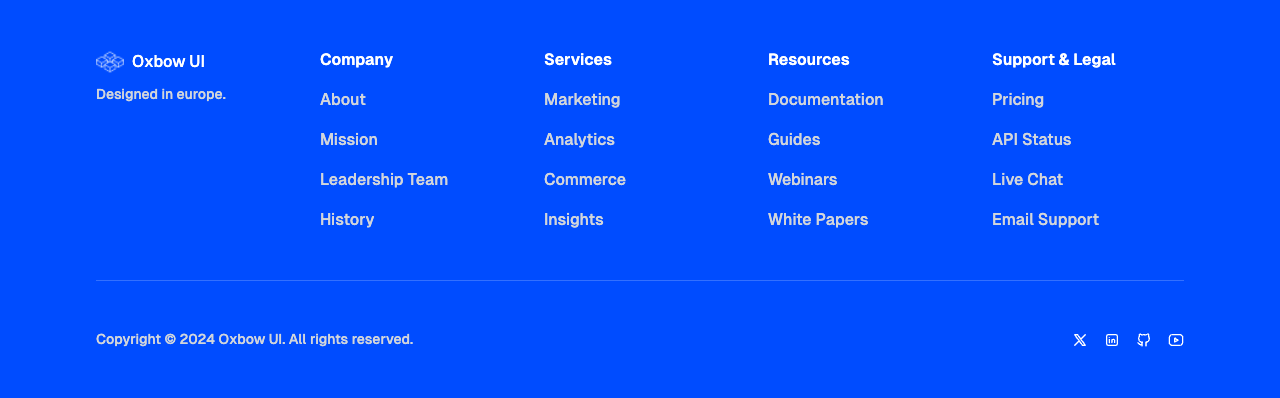 Oxbow UI
Designed in europe.
Company
About
Mission
Leadership Team
History
Services
Marketing
Analytics
Commerce
Insights
Resources
Documentation
Guides
Webinars
White Papers
Support & Legal
Pricing
API Status
Live Chat
Email Support
Copyright © 2024 Oxbow UI. All rights reserved.